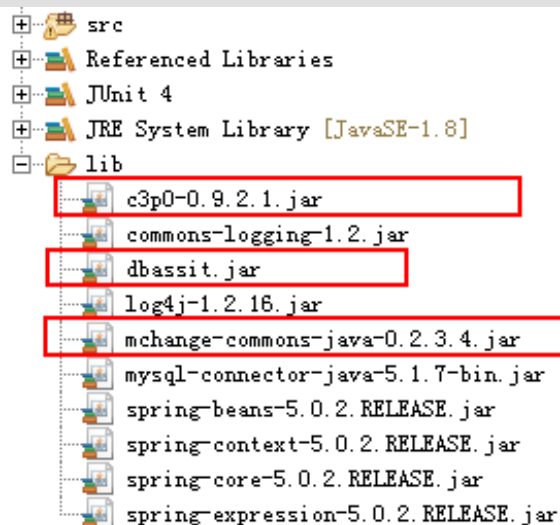 src
Referenced Libraries
JUnit 4
JRE System Library [JavaSE-1.8]
lib
c3p0-0.9.2.1.jar
commons-logging-1.2.jar
dbassit.jar
log4j-1.2.16.jar
mchange-commons-java-0.2.3.4.jar
mysql-connector-java-5.1.7-bin.jar
spring-beans-5.0.2.RELEASE.jar
spring-context-5.0.2.RELEASE.jar
spring-core-5.0.2.RELEASE.jar
spring-expression-5.0.2.RELEASE.jar